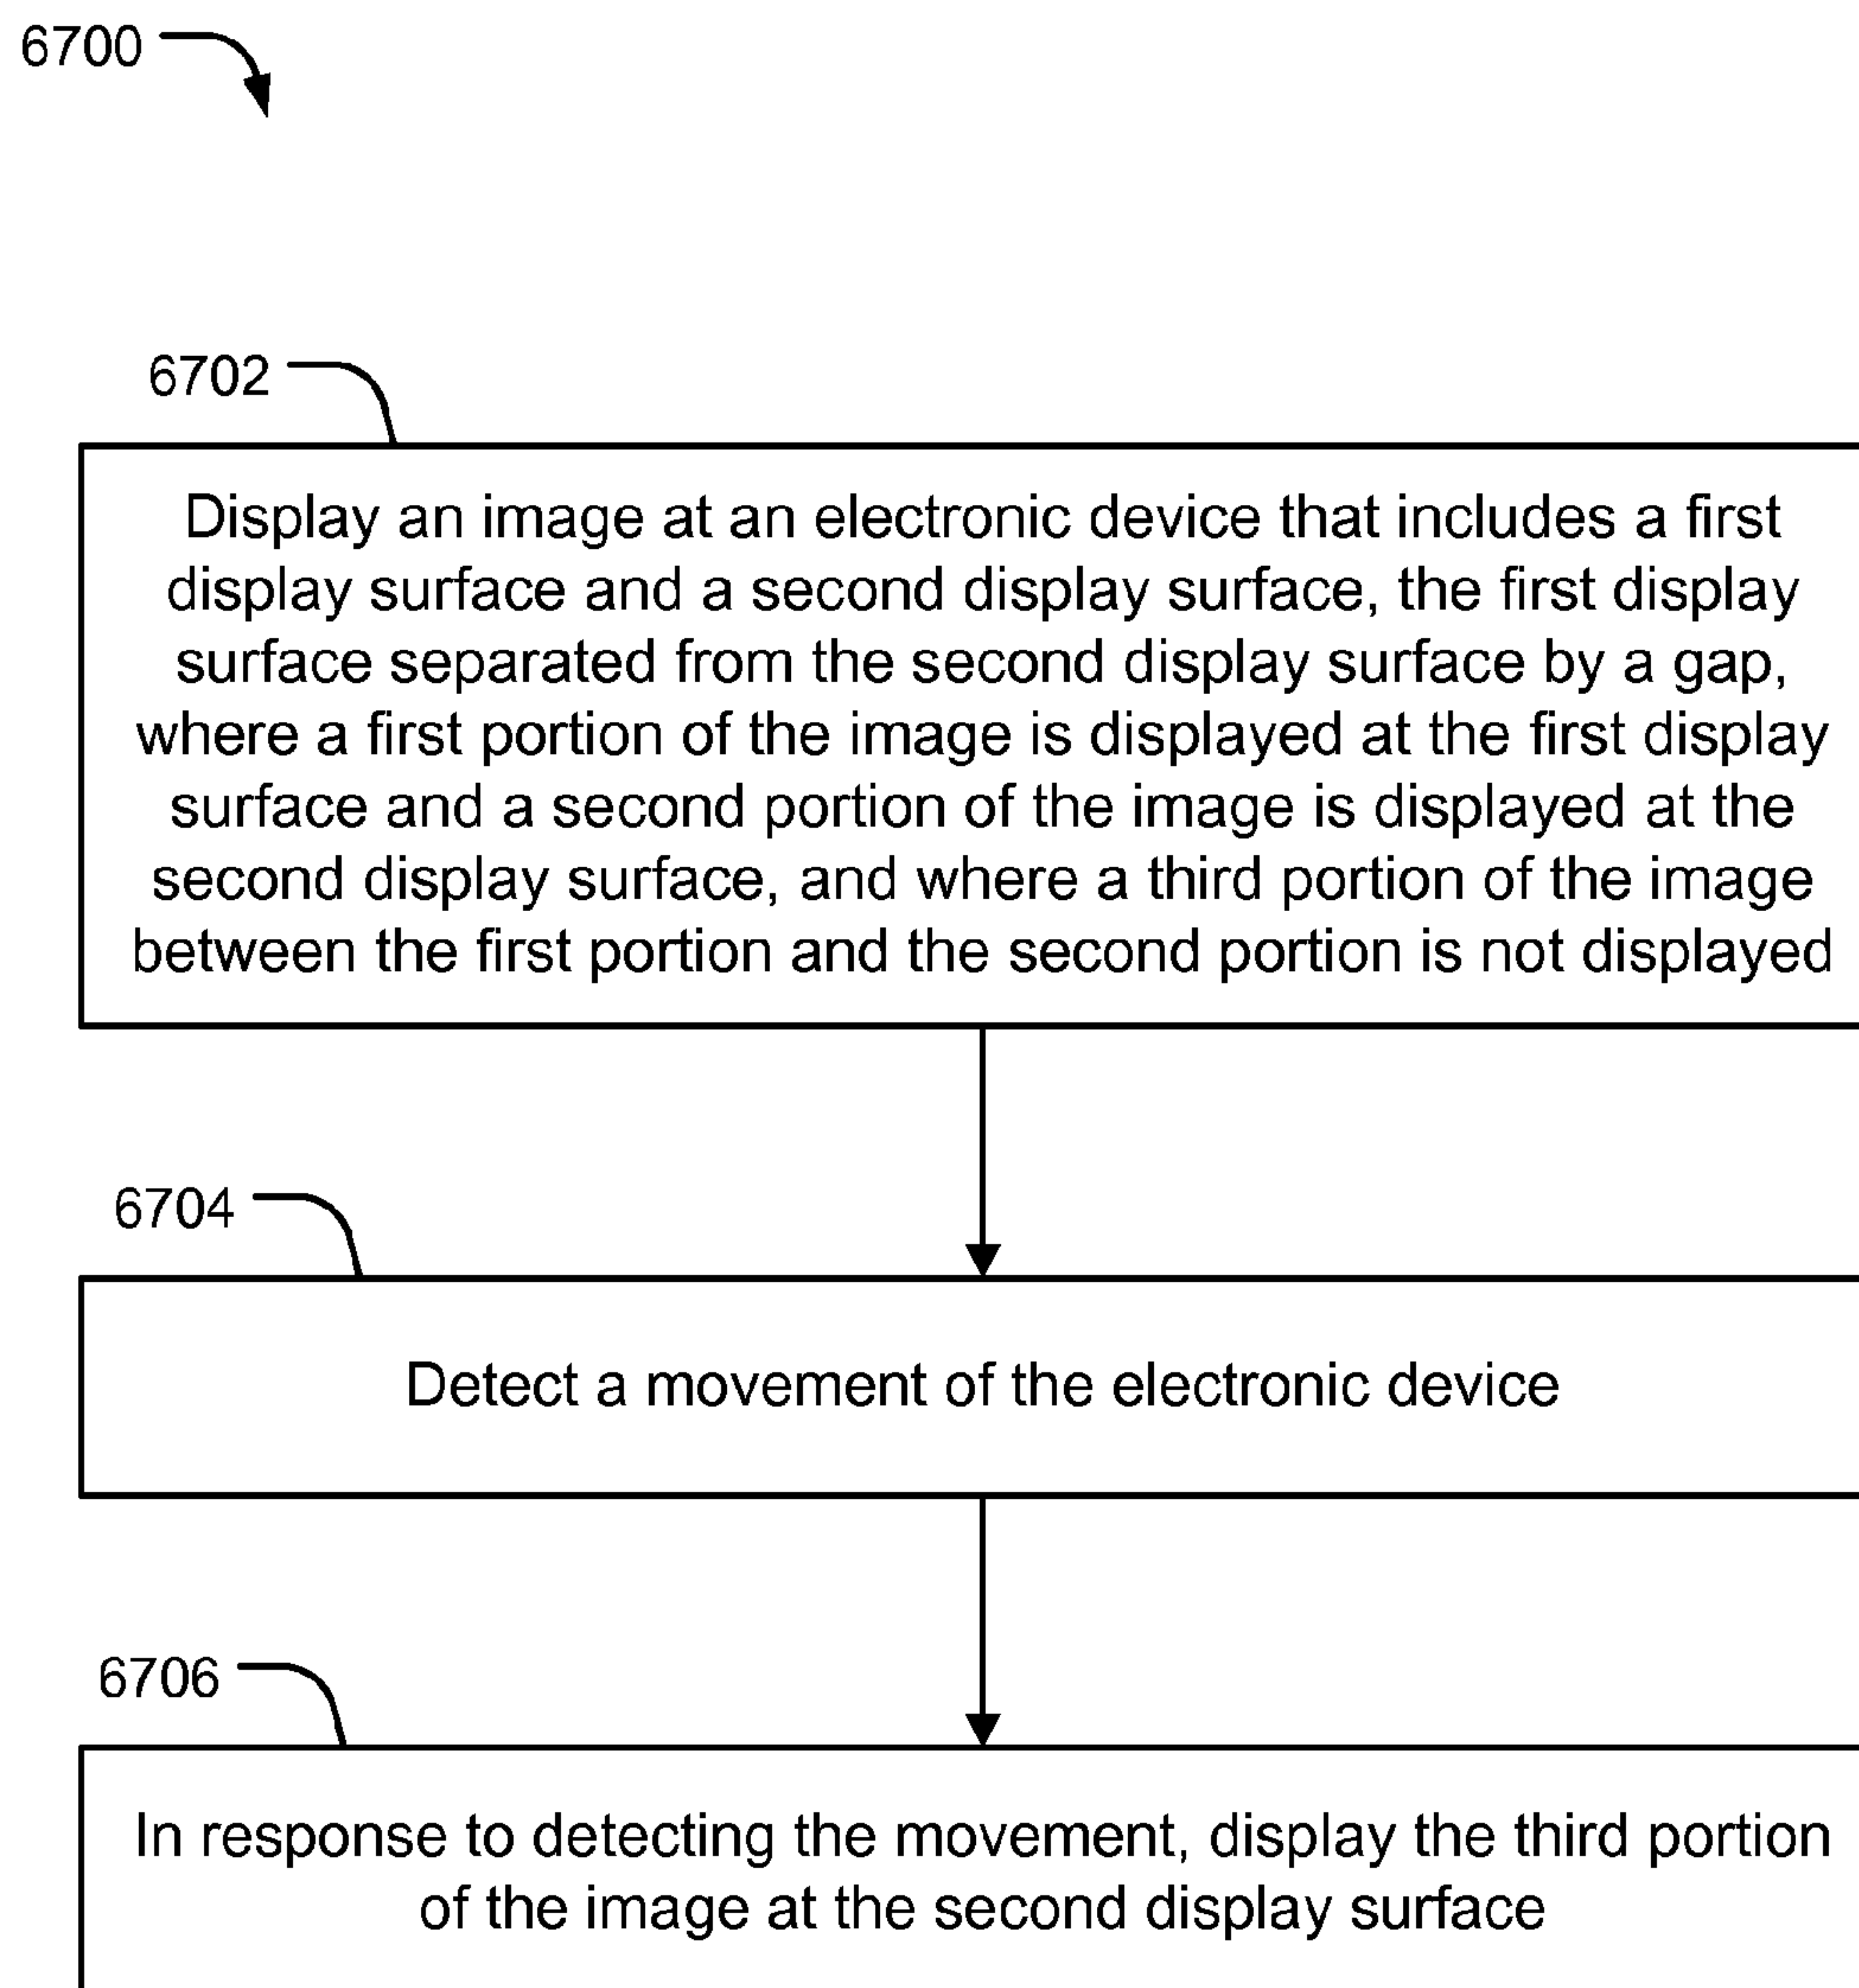 6700
6702
Display an image at an electronic device that includes a first
display surface and a second display surface, the first display
surface separated from the second display surface by a gap,
where a first portion of the image is displayed at the first display
surface and a second portion of the image is displayed at the
second display surface, and where a third portion of the image
between the first portion and the second portion is not displayed
6704
Detect a movement of the electronic device
6706
In response to detecting the movement, display the third portion
of the image at the second display surface